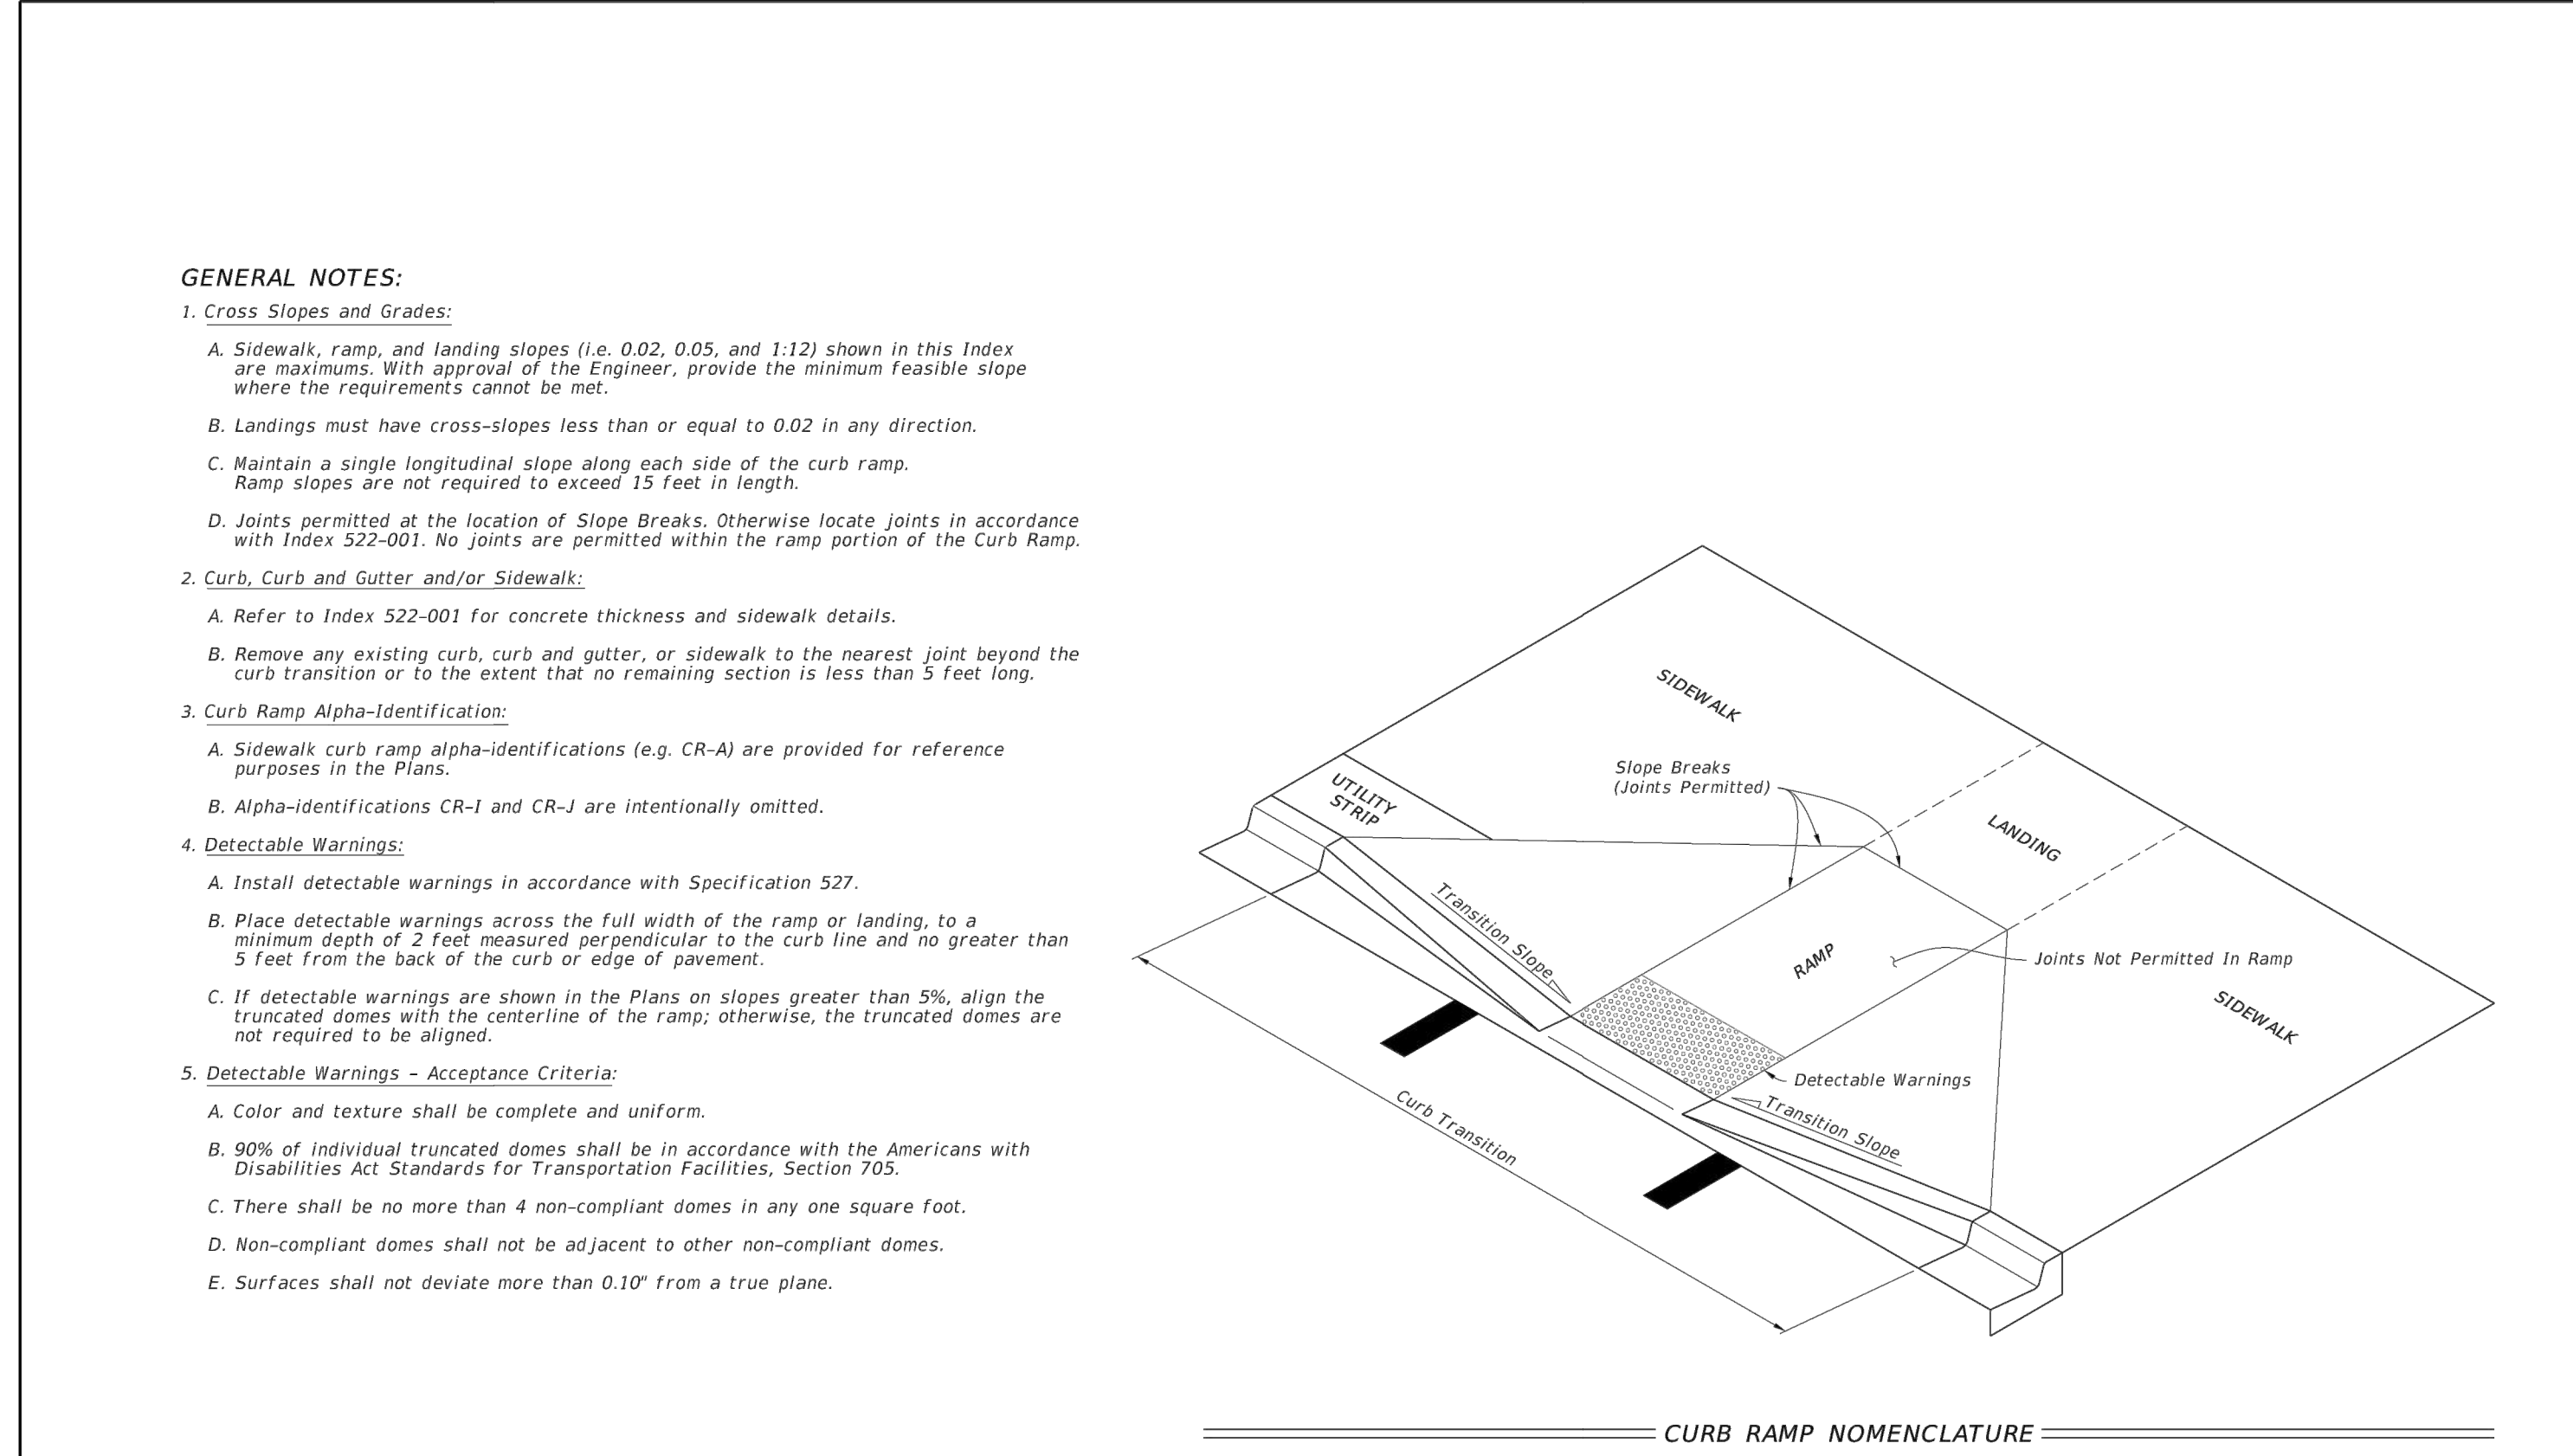 GENERAL NOTES:
1. Cross Slopes and Grades:
A. Sidewalk, ramp, and landing slopes (i.e. 0.02, 0.05, and 1:12) shown in this Index
are maximums. With approval of the Engineer, provide the minimum feasible slope
where the requirements cannot be met.
B. Landings must have cross-slopes less than or equal to 0.02 in any direction.
C. Maintain a single longitudinal slope along each side of the curb ramp.
Ramp slopes are not required to exceed 15 feet in length.
D. Joints permitted at the location of Slope Breaks. Otherwise locate joints in accordance
with Index 522-001. No joints are permitted within the ramp portion of the Curb Ramp.
2. Curb, Curb and Gutter and/or Sidewalk:
A. Refer to Index 522-001 for concrete thickness and sidewalk details.
B. Remove any existing curb, curb and gutter, or sidewalk to the nearest joint beyond the
curb transition or to the extent that no remaining section is less than 5 feet long.
3. Curb Ramp Alpha-Identification:
A. Sidewalk curb ramp alpha-identifications (e.g. CR-A) are provided for reference
purposes in the Plans.
B. Alpha-identifications CR-I and CR-J are intentionally omitted.
4. Detectable Warnings:
A. Install detectable warnings in accordance with Specification 527.
B. Place detectable warnings across the full width of the ramp or landing, to a
minimum depth of 2 feet measured perpendicular to the curb line and no greater than
5 feet from the back of the curb or edge of pavement.
C. If detectable warnings are shown in the Plans on slopes greater than 5%, align the
truncated domes with the centerline of the ramp; otherwise, the truncated domes are
not required to be aligned.
5. Detectable Warnings - Acceptance Criteria:
A. Color and texture shall be complete and uniform.
B. 90% of individual truncated domes shall be in accordance with the Americans with
Disabilities Act Standards for Transportation Facilities, Section 705.
C. There shall be no more than 4 non-compliant domes in any one square foot.
D. Non-compliant domes shall not be adjacent to other non-compliant domes.
E. Surfaces shall not deviate more than 0.10" from a true plane.
SIDEWALK
Slope Breaks
(Joints Permitted)
UTILITY
STRIP
LANDING
Transition Slope
RAMP
Joints Not Permitted In Ramp
SIDEWALK
Detectable Warnings
Transition Slope
Curb Transition
CURB RAMP NOMENCLATURE